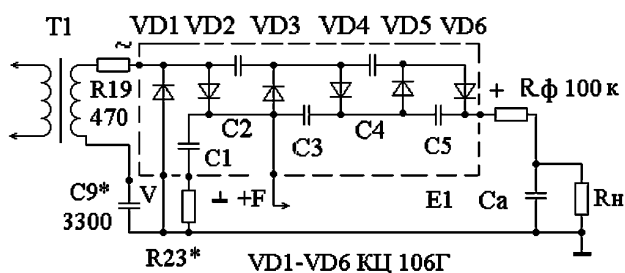 T1 VD1 VD2 VD3 VD4 VD5 VD6
~
R19 + Rф 100 к
470 C2 C4
C1 C3 C5
C9* V ⊥ +F E1 Ca Rн
3300
R23* VD1-VD6 КЦ 106Г